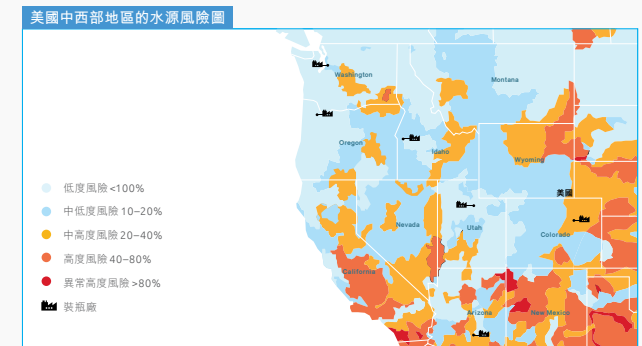 美國中西部地區的水源風險圖
Washington
Montana
Oregon
Idaho
Wyoming
低度風險 <100%
美國
中低度風險 10–20%
Nevada
Utah
Colorado
中高度風險 20–40%
高度風險 40–80%
California
異常高度風險 >80%
裝瓶廠
Arizona
New Mexico